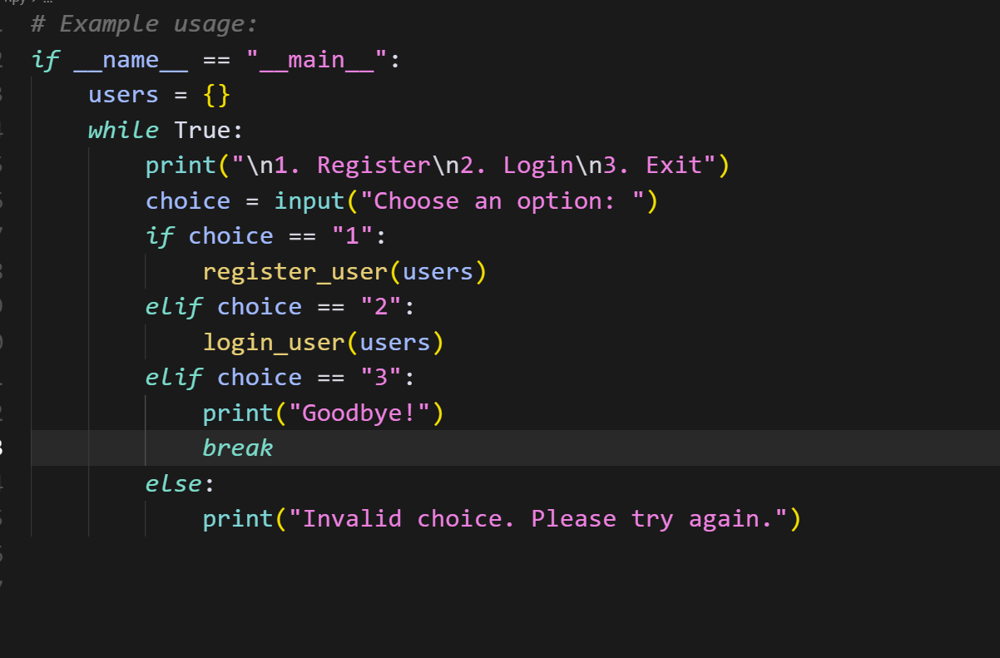 # Example usage:
if __name__ == "__main__":
    users = {}
    while True:
        print("\n1. Register\n2. Login\n3. Exit")
        choice = input("Choose an option: ")
        if choice == "1":
            register_user(users)
        elif choice == "2":
            login_user(users)
        elif choice == "3":
            print("Goodbye!")
            break
        else:
            print("Invalid choice. Please try again.")